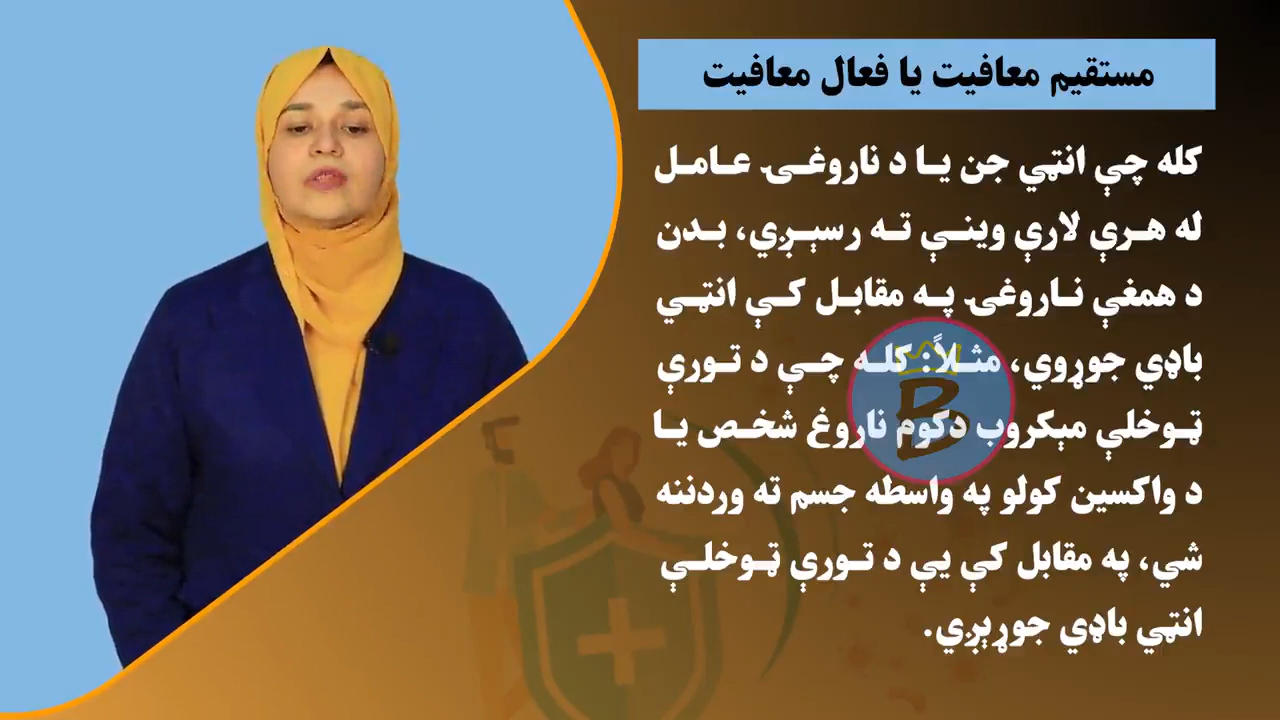 مستقیم معافیت یا فعال معافیت
کله چې انټي جن یا د ناروغۍ عامل
له هرې لارې وینې ته رسېږي، بدن
د همغې ناروغۍ په مقابل کې انټي
باډي جوړوي، مثلاً: کله چې د تورې
ټوخلې مېکروب دکوم ناروغ شخص یا
د واکسین کولو په واسطه جسم ته وردننه
شي، په مقابل کې یې د تورې ټوخلې
انټي باډي جوړېږي.
B